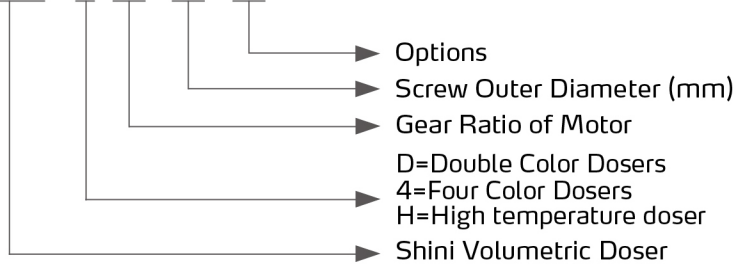 Options
Screw Outer Diameter (mm)
Gear Ratio of Motor
D=Double Color Dosers
4=Four Color Dosers
H=High temperature doser
Shini Volumetric Doser